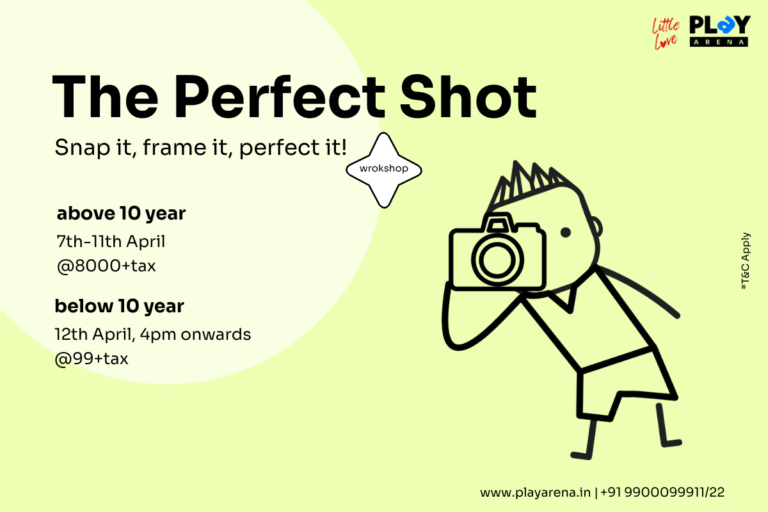 Little
Love
PLAY
ARENA
The Perfect Shot
Snap it, frame it, perfect it!
wrokshop
above 10 year
7th-11th April
@8000+tax
below 10 year
12th April, 4pm onwards
@99+tax
*T&C Apply
www.playarena.in | +91 9900099911/22